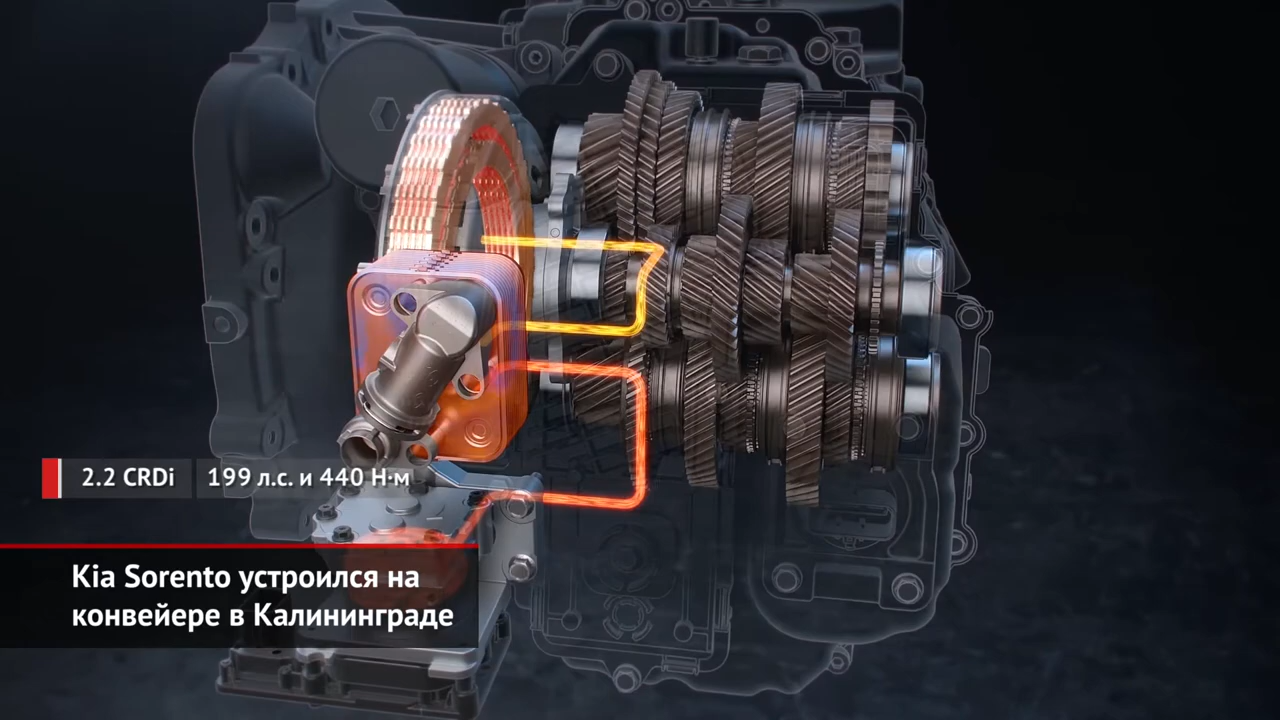 2.2 CRDi 199 л.с. и 440 Н·м
Kia Sorento устроился на
конвейере в Калининграде